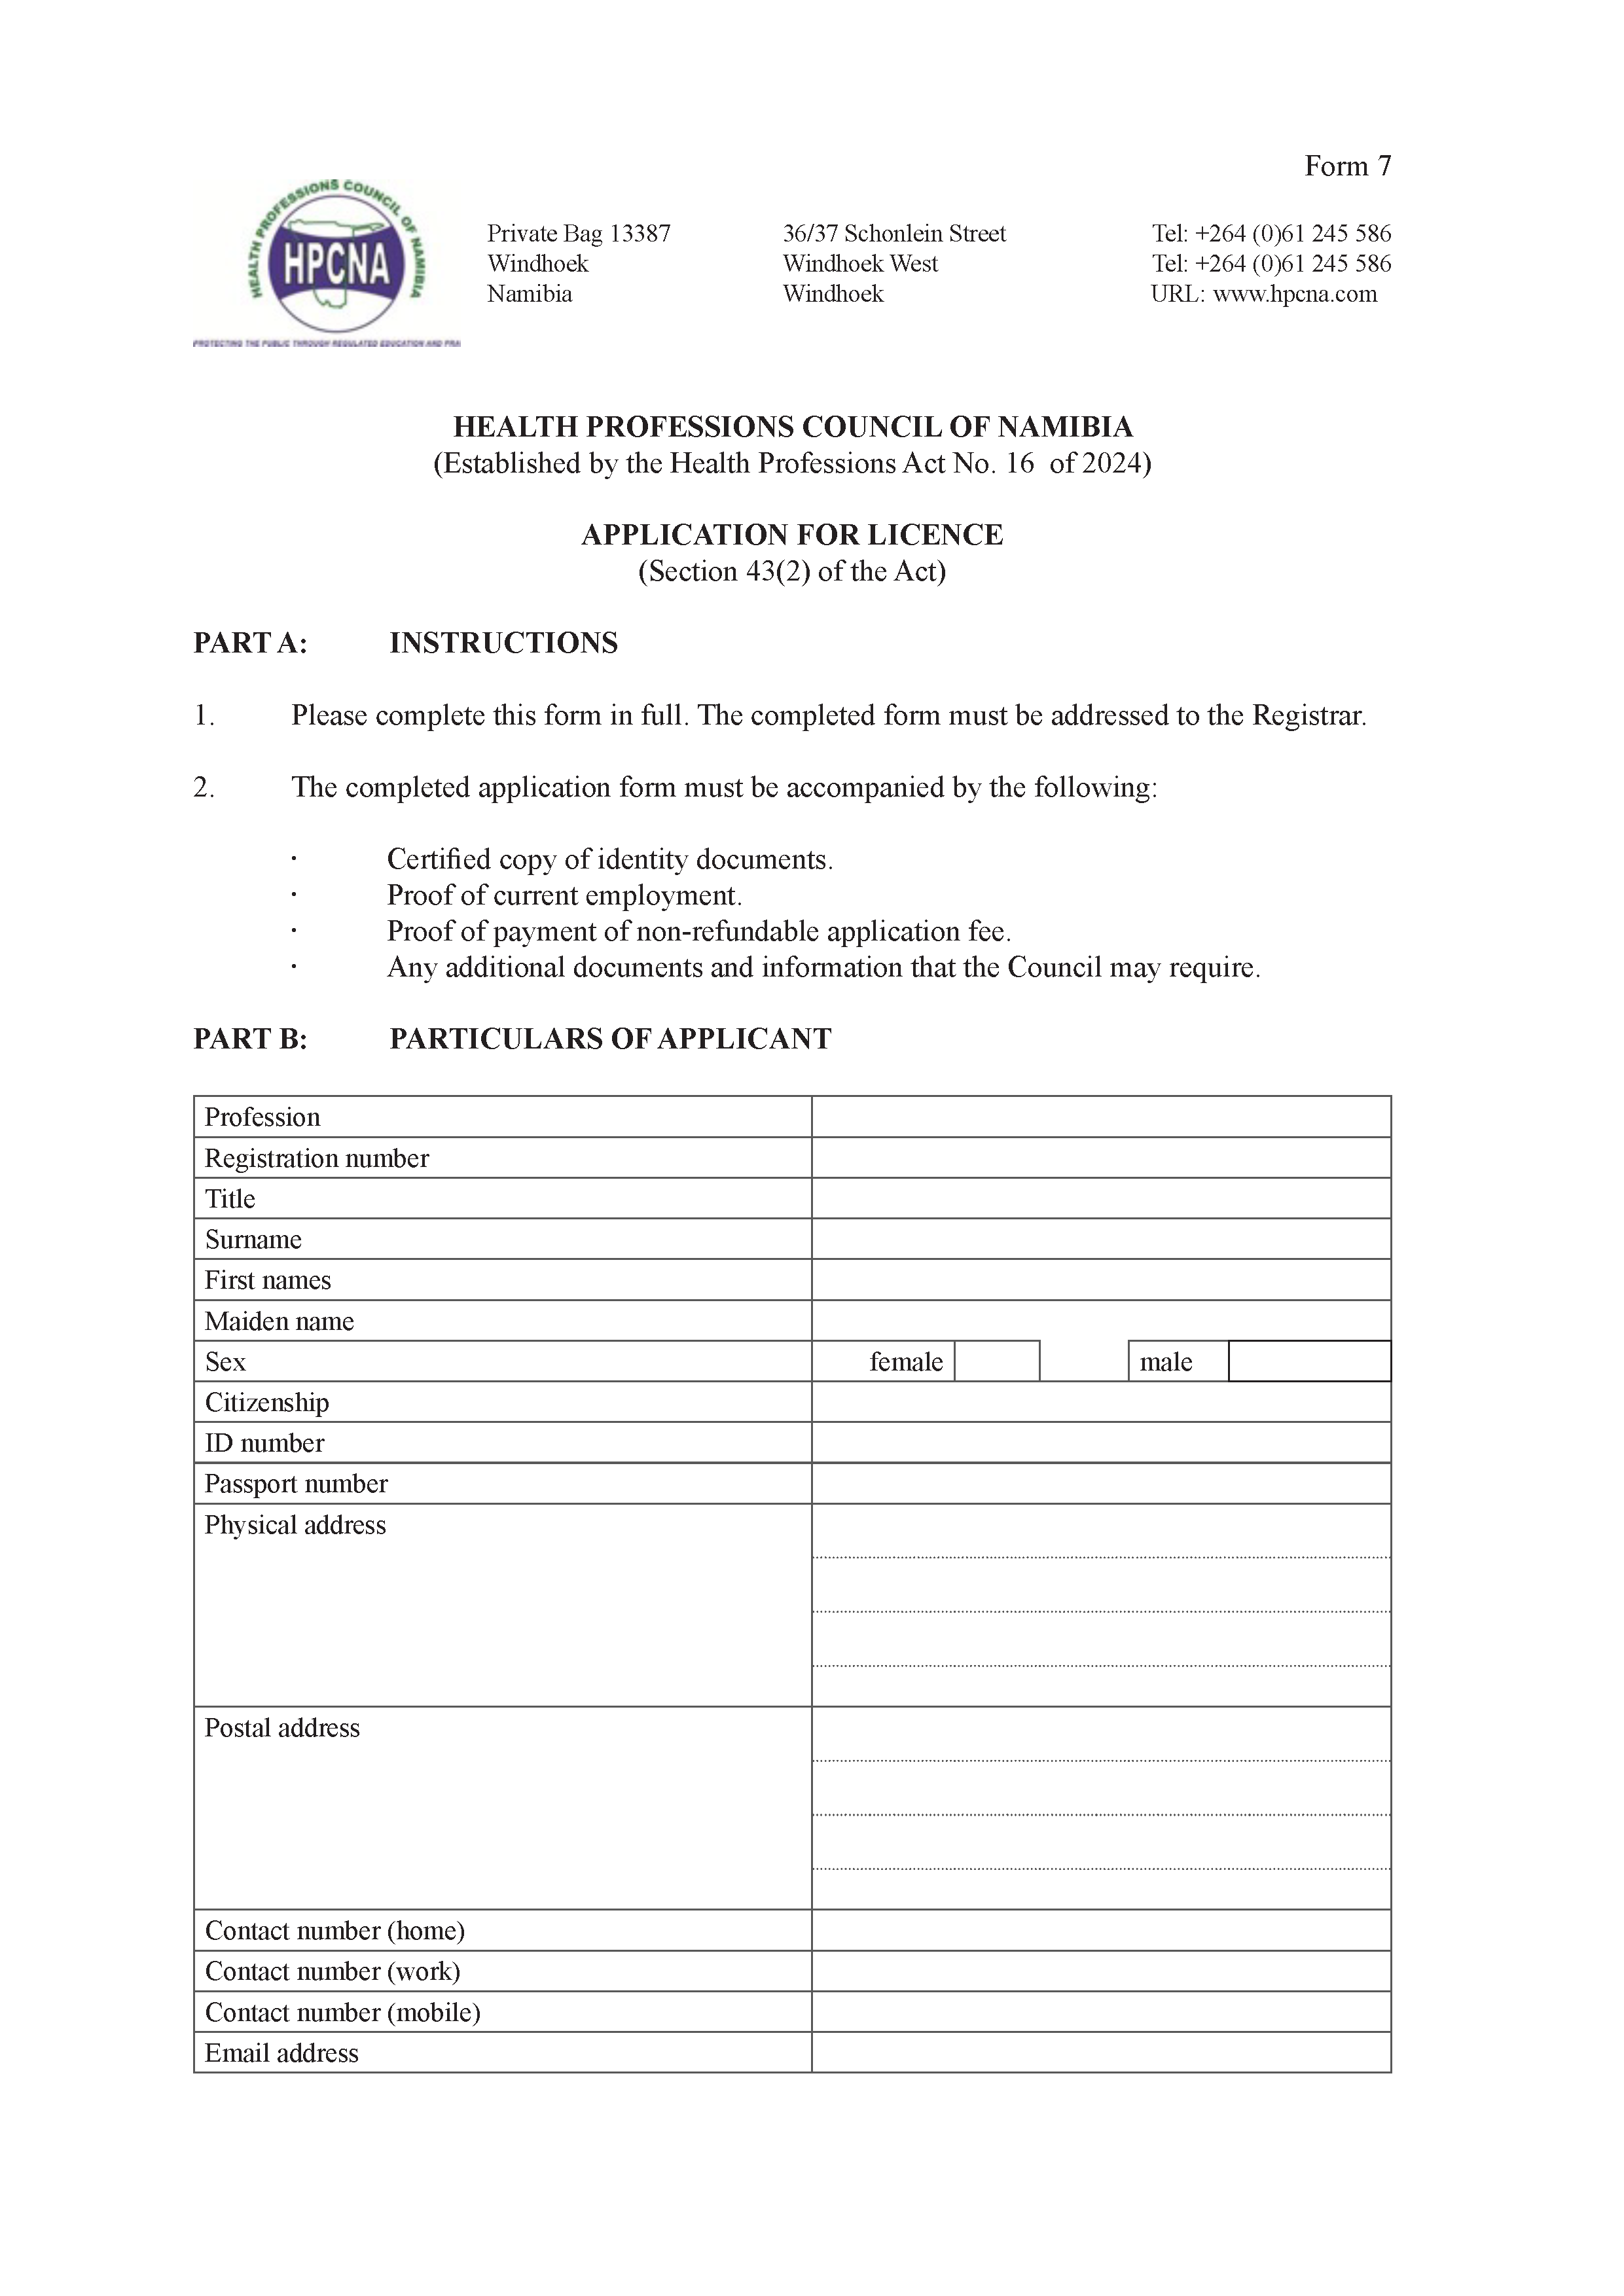 Form 7
HEALTH PROFESSIONS COUNCIL OF NAMIBIA
HPCNA
PROTECTING THE PUBLIC THROUGH REGULATED EDUCATION AND PRA
Private Bag 13387
Windhoek
Namibia
36/37 Schonlein Street
Windhoek West
Windhoek
Tel: +264 (0)61 245 586
Tel: +264 (0)61 245 586
URL: www.hpcna.com
HEALTH PROFESSIONS COUNCIL OF NAMIBIA
(Established by the Health Professions Act No. 16 of 2024)
APPLICATION FOR LICENCE
(Section 43(2) of the Act)
PART A: INSTRUCTIONS
1. Please complete this form in full. The completed form must be addressed to the Registrar.
2. The completed application form must be accompanied by the following:
· Certified copy of identity documents.
· Proof of current employment.
· Proof of payment of non-refundable application fee.
· Any additional documents and information that the Council may require.
PART B: PARTICULARS OF APPLICANT
Profession
Registration number
Title
Surname
First names
Maiden name
Sex female male
Citizenship
ID number
Passport number
Physical address
Postal address
Contact number (home)
Contact number (work)
Contact number (mobile)
Email address